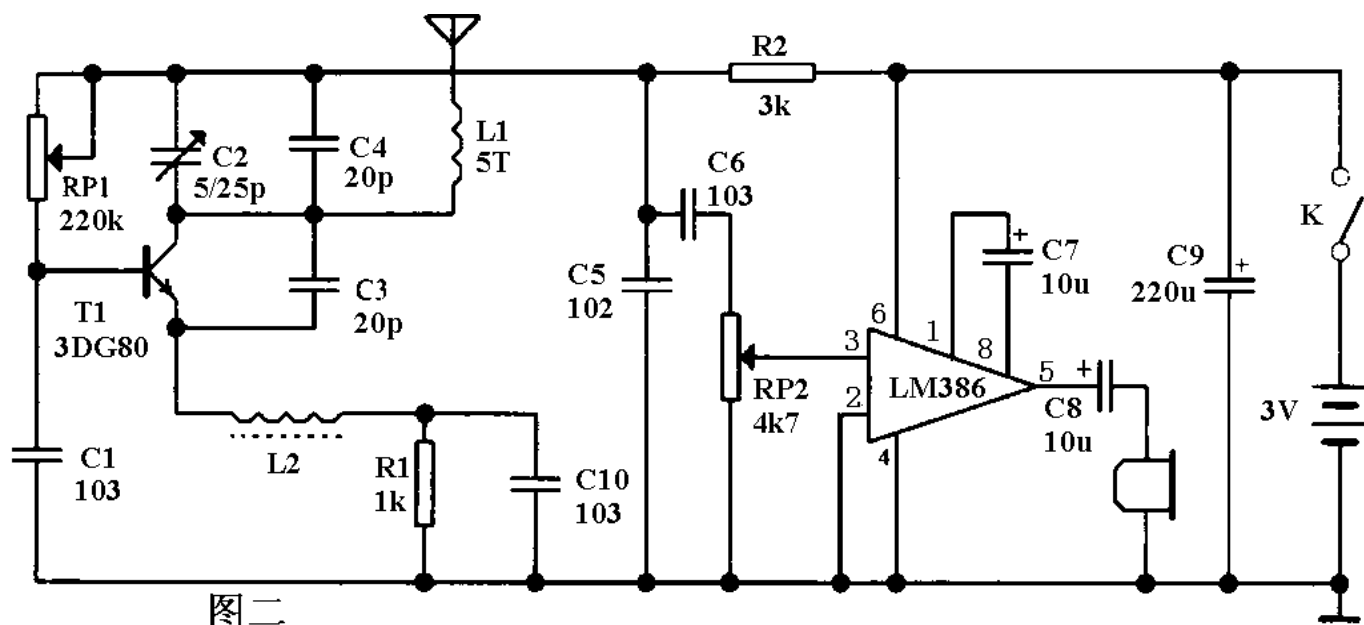 R2
3k
L1
5T
C4
20p
C2
5/25p
RP1
220k
C6
103
K
C7
10u
+
C9
220u
+
C5
102
C3
20p
T1
3DG80
6
1
8
3
LM386
5
+
2
RP2
4k7
C8
10u
3V
4
L2
C1
103
R1
1k
C10
103
图二